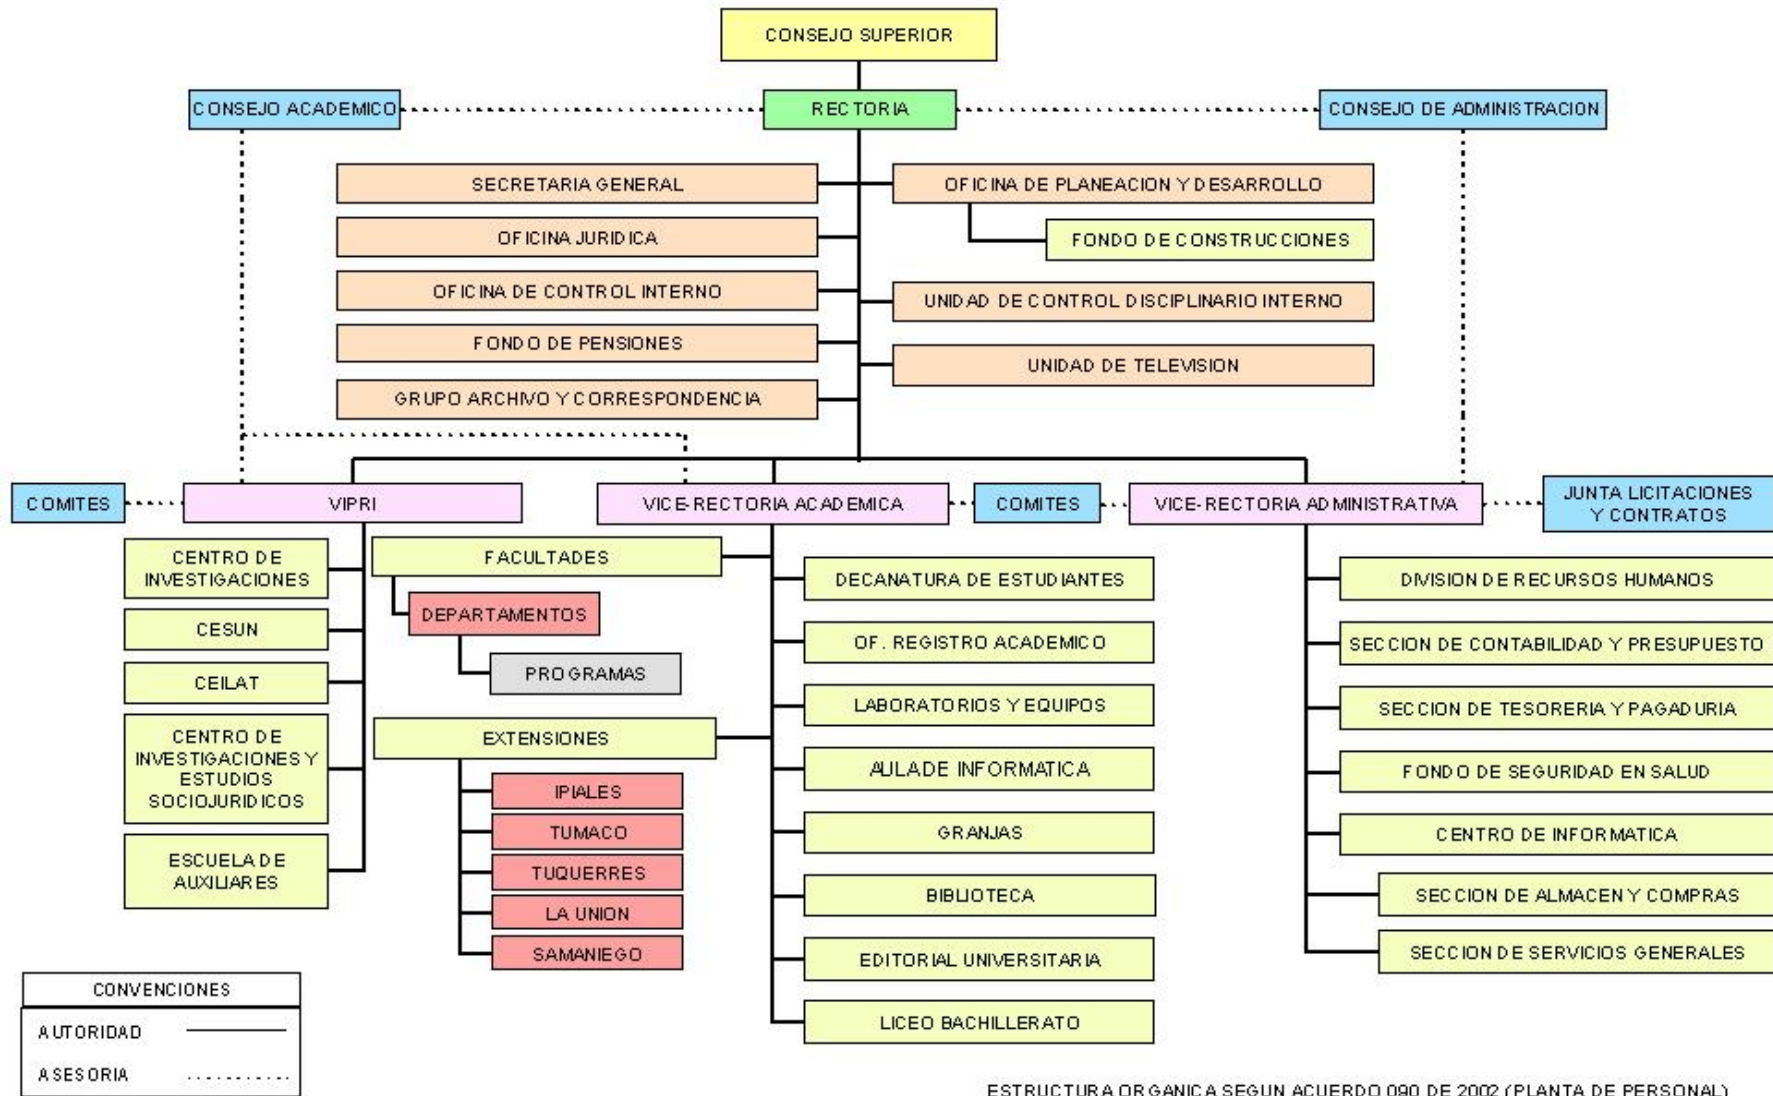 CONSEJO SUPERIOR
CONSEJO ACADEMICO
RECTORIA
CONSEJO DE ADMINISTRACION
SECRETARIA GENERAL
OFICINA DE PLANEACION Y DESARROLLO
OFICINA JURIDICA
FONDO DE CONSTRUCCIONES
OFICINA DE CONTROL INTERNO
UNIDAD DE CONTROL DISCIPLINARIO INTERNO
FONDO DE PENSIONES
UNIDAD DE TELEVISION
GRUPO ARCHIVO Y CORRESPONDENCIA
COMITES
VIPRI
VICE-RECTORIA ACADEMICA
COMITES
VICE-RECTORIA ADMINISTRATIVA
JUNTA LICITACIONES
Y CONTRATOS
CENTRO DE
INVESTIGACIONES
CESUN
CEILAT
CENTRO DE
INVESTIGACIONES Y
ESTUDIOS
SOCIOJURIDICOS
ESCUELA DE
AUXILIARES
FACULTADES
DEPARTAMENTOS
PROGRAMAS
EXTENSIONES
IPIALES
TUMACO
TUQUERRES
LA UNION
SAMANIEGO
DECANATURA DE ESTUDIANTES
OF. REGISTRO ACADEMICO
LABORATORIOS Y EQUIPOS
AULA DE INFORMATICA
GRANJAS
BIBLIOTECA
EDITORIAL UNIVERSITARIA
LICEO BACHILLERATO
DIVISION DE RECURSOS HUMANOS
SECCION DE CONTABILIDAD Y PRESUPUESTO
SECCION DE TESORERIA Y PAGADURIA
FONDO DE SEGURIDAD EN SALUD
CENTRO DE INFORMATICA
SECCION DE ALMACEN Y COMPRAS
SECCION DE SERVICIOS GENERALES
CONVENCIONES
AUTORIDAD
ASESORIA
ESTRUCTURA ORGANICA SEGUN ACUERDO 090 DE 2002 (PLANTA DE PERSONAL)